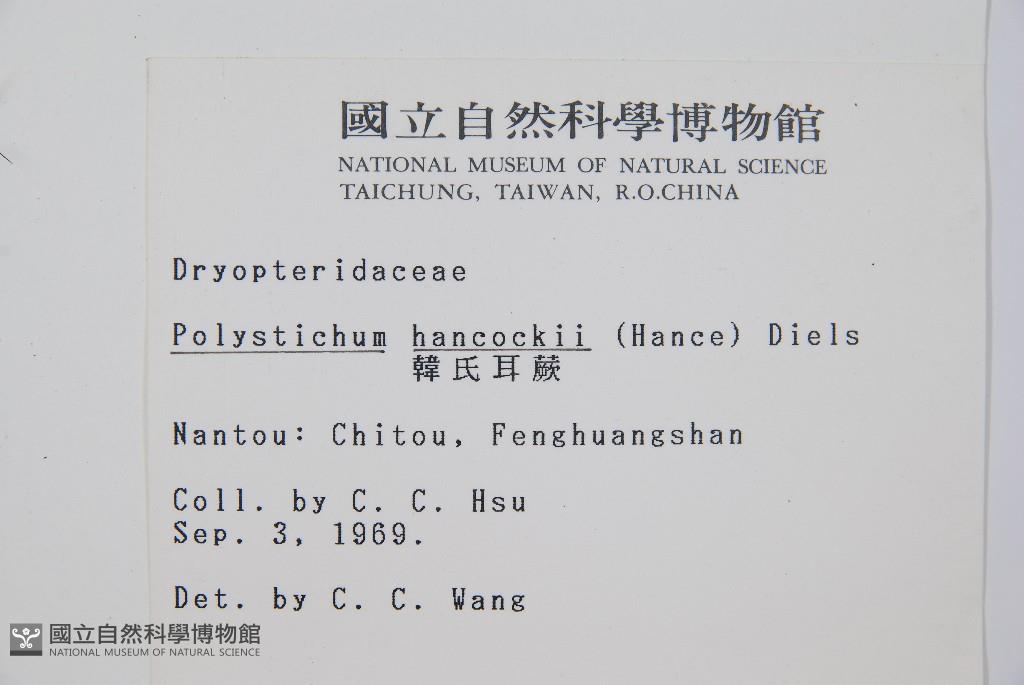 國立自然科學博物館
NATIONAL MUSEUM OF NATURAL SCIENCE
TAICHUNG, TAIWAN, R.O.CHINA
Dryopteridaceae
Polystichum hancockii (Hance) Diels
韓氏耳蕨
Nantou: Chitou, Fenghuangshan
Coll. by C. C. Hsu
Sep. 3, 1969.
Det. by C. C. Wang
國立自然科學博物館
NATIONAL MUSEUM OF NATURAL SCIENCE